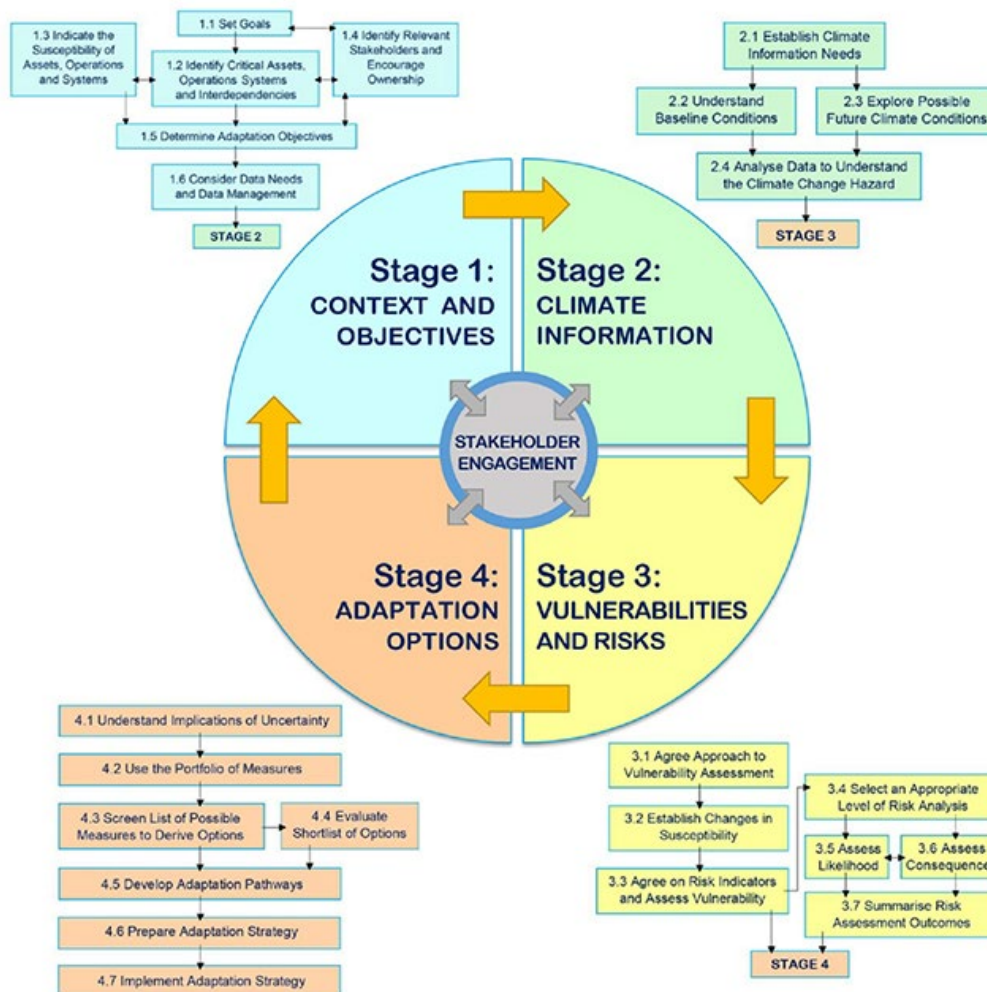 1.1 Set Goals
1.3 Indicate the
Susceptibility of
Assets, Operations
and Systems
1.2 Identify Critical Assets,
Operations Systems
and Interdependencies
1.4 Identify Relevant
Stakeholders and
Encourage
Ownership
1.5 Determine Adaptation Objectives
1.6 Consider Data Needs
and Data Management
STAGE 2
2.1 Establish Climate
Information Needs
2.2 Understand
Baseline Conditions
2.3 Explore Possible
Future Climate Conditions
2.4 Analyse Data to Understand
the Climate Change Hazard
STAGE 3
Stage 1:
CONTEXT AND
OBJECTIVES
Stage 2:
CLIMATE
INFORMATION
STAKEHOLDER
ENGAGEMENT
Stage 4:
ADAPTATION
OPTIONS
Stage 3:
VULNERABILITIES
AND RISKS
4.1 Understand Implications of Uncertainty
4.2 Use the Portfolio of Measures
4.3 Screen List of Possible
Measures to Derive Options
4.4 Evaluate
Shortlist of Options
4.5 Develop Adaptation Pathways
4.6 Prepare Adaptation Strategy
4.7 Implement Adaptation Strategy
3.1 Agree Approach to
Vulnerability Assessment
3.2 Establish Changes in
Susceptibility
3.3 Agree on Risk Indicators
and Assess Vulnerability
3.4 Select an Appropriate
Level of Risk Analysis
3.5 Assess
Likelihood
3.6 Assess
Consequence
3.7 Summarise Risk
Assessment Outcomes
STAGE 4